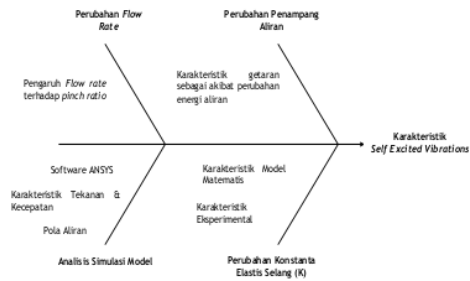 Perubahan Flow
Rate
Perubahan Penampang
Aliran
Pengaruh Flow rate
terhadap pinch ratio
Karakteristik getaran
sebagai akibat perubahan
energi aliran
Karakteristik
Self Excited Vibrations
Software ANSYS
Karakteristik Tekanan &
Kecepatan
Pola Aliran
Karakteristik Model
Matematis
Karakteristik
Eksperimental
Analisis Simulasi Model
Perubahan Konstanta
Elastis Selang (K)